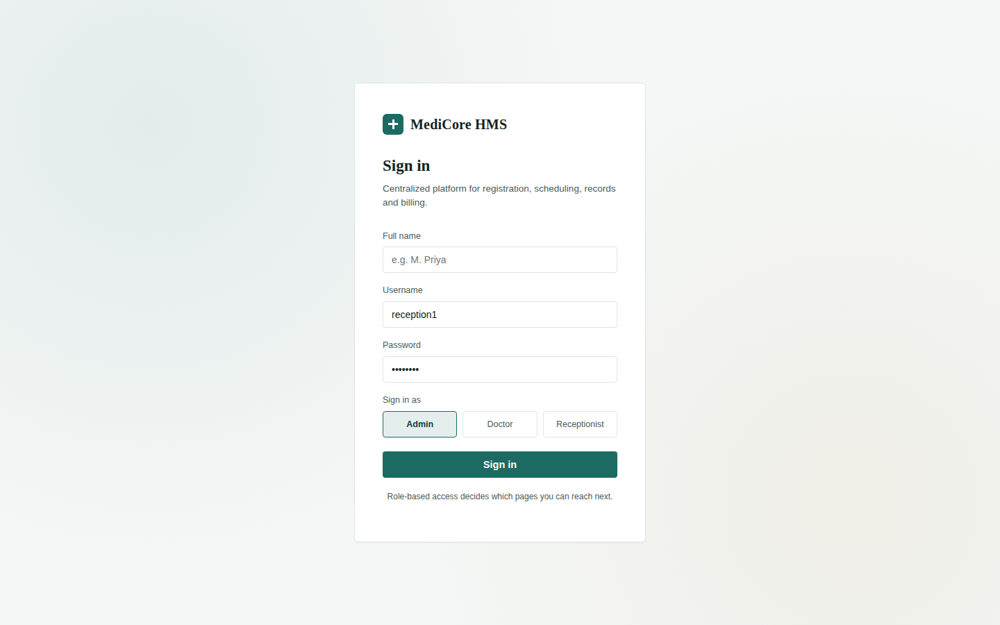 MediCore HMS
Sign in
Centralized platform for registration, scheduling, records
and billing.
Full name
e.g. M. Priya
Username
reception1
Password
••••••••
Sign in as
Admin Doctor Receptionist
Sign in
Role-based access decides which pages you can reach next.